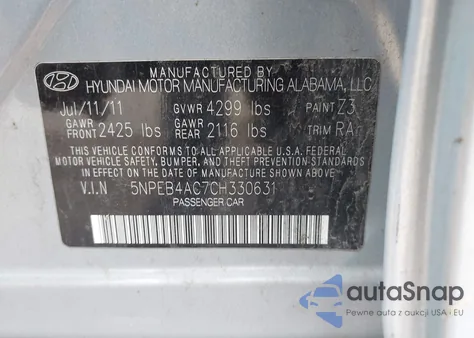 MANUFACTURED BY
HYUNDAI MOTOR MANUFACTURING ALABAMA, LLC
Jul/11/11 GVWR 4299 lbs PAINT Z3
GAWR FRONT 2425 lbs GAWR REAR 2116 lbs TRIM RA
THIS VEHICLE CONFORMS TO ALL APPLICABLE U.S.A. FEDERAL
MOTOR VEHICLE SAFETY, BUMPER, AND THEFT PREVENTION
STANDARDS IN EFFECT ON THE DATE OF MANUFACTURE SHOWN ABOVE.
V.I.N 5NPEB4AC7CH330631
PASSENGER CAR
autoSnap
Pewne auta z aukcji USA - EU